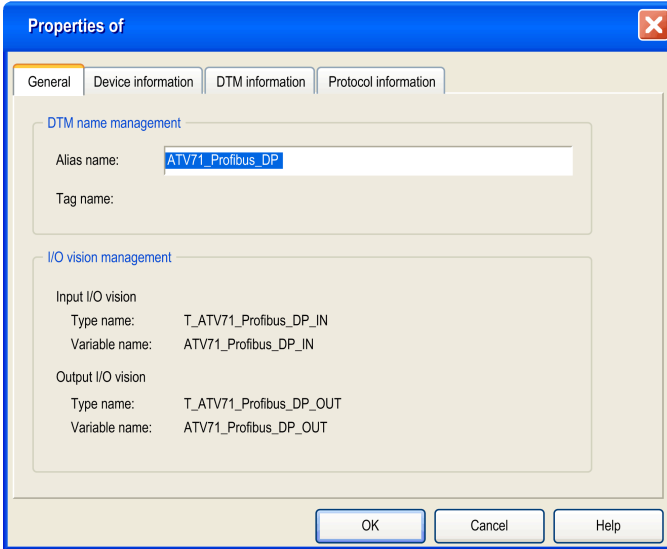 Properties of
General Device information DTM information Protocol information
DTM name management
Alias name: ATV71_Profibus_DP
Tag name:
I/O vision management
Input I/O vision
Type name: T_ATV71_Profibus_DP_IN
Variable name: ATV71_Profibus_DP_IN
Output I/O vision
Type name: T_ATV71_Profibus_DP_OUT
Variable name: ATV71_Profibus_DP_OUT
OK Cancel Help